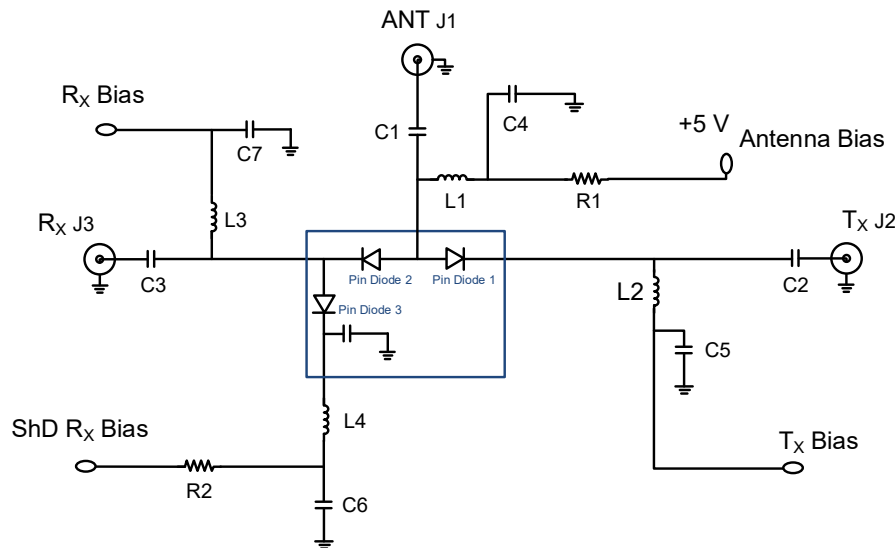 ANT J1
RX Bias
C7
C1
C4
+5 V
Antenna Bias
L1
R1
RX J3
L3
TX J2
C3
Pin Diode 2
Pin Diode 1
C2
L2
Pin Diode 3
C5
L4
ShD RX Bias
TX Bias
R2
C6